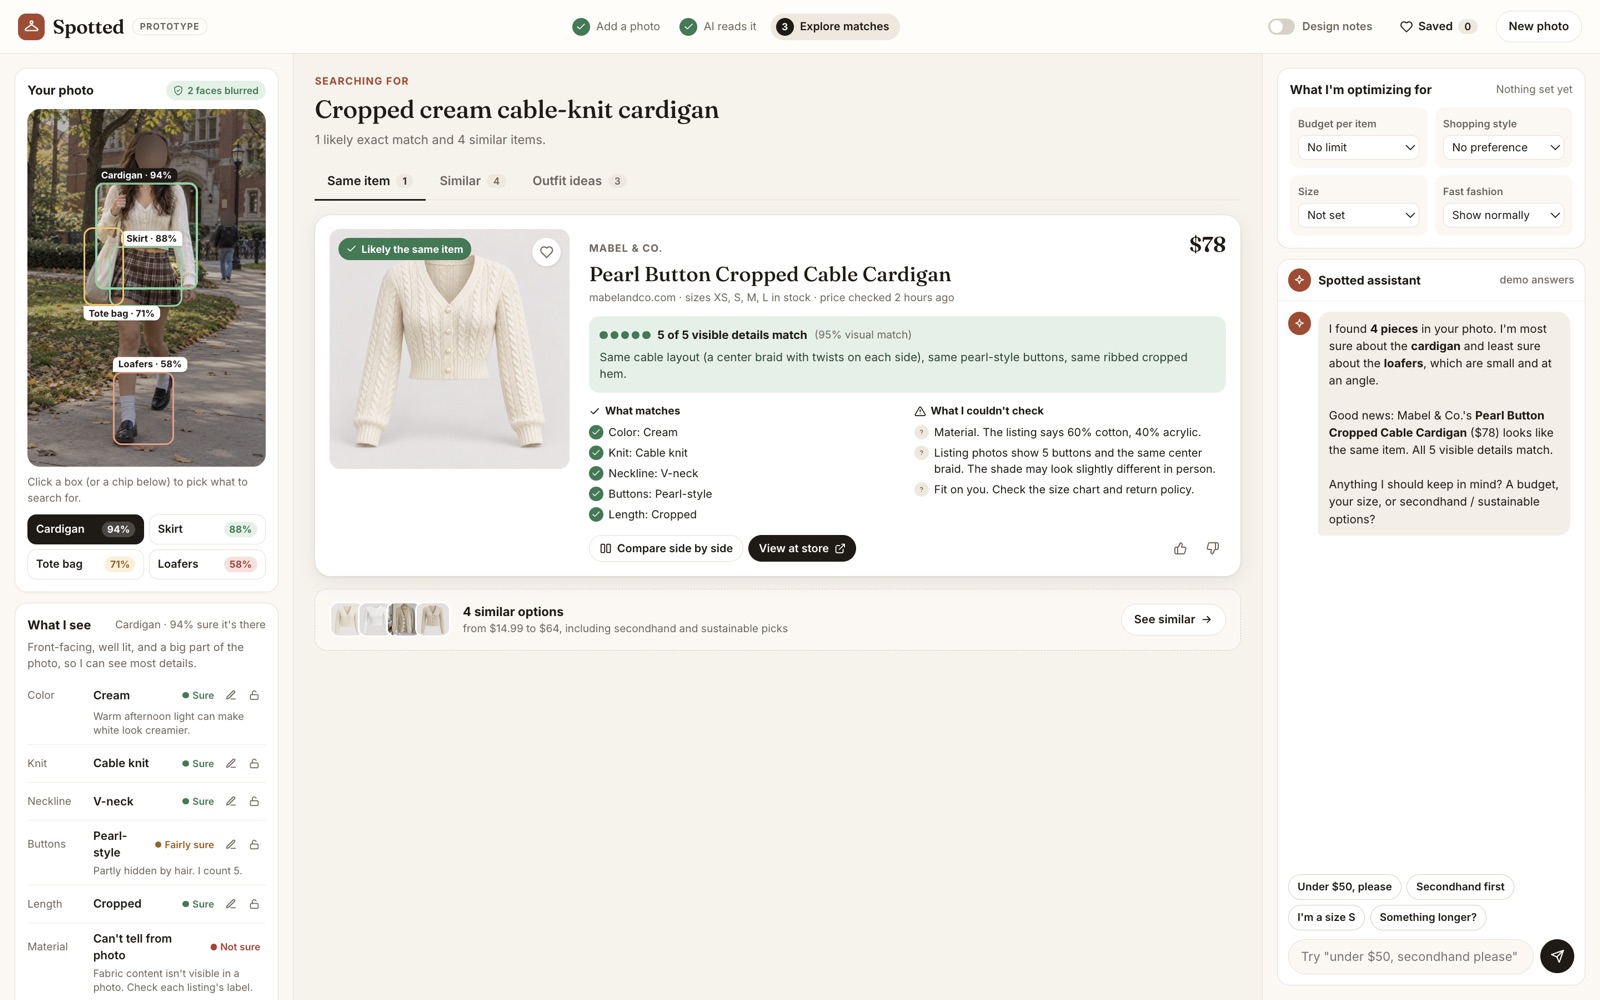 Spotted PROTOTYPE
Add a photo
AI reads it
3 Explore matches
Design notes
Saved 0
New photo
Your photo
2 faces blurred
Cardigan · 94%
Skirt · 88%
Tote bag · 71%
Loafers · 58%
Click a box (or a chip below) to pick what to
search for.
Cardigan 94%
Skirt 88%
Tote bag 71%
Loafers 58%
What I see
Cardigan · 94% sure it's there
Front-facing, well lit, and a big part of the
photo, so I can see most details.
Color Cream Sure
Warm afternoon light can make
white look creamier.
Knit Cable knit Sure
Neckline V-neck Sure
Buttons Pearl-
style Fairly sure
Partly hidden by hair. I count 5.
Length Cropped Sure
Material Can't tell from
photo Not sure
Fabric content isn't visible in a
photo. Check each listing's label.
SEARCHING FOR
Cropped cream cable-knit cardigan
1 likely exact match and 4 similar items.
Same item 1
Similar 4
Outfit ideas 3
Likely the same item
MABEL & CO.
$78
Pearl Button Cropped Cable Cardigan
mabelandco.com · sizes XS, S, M, L in stock · price checked 2 hours ago
5 of 5 visible details match (95% visual match)
Same cable layout (a center braid with twists on each side), same pearl-style buttons, same ribbed cropped
hem.
What matches
Color: Cream
Knit: Cable knit
Neckline: V-neck
Buttons: Pearl-style
Length: Cropped
What I couldn't check
? Material. The listing says 60% cotton, 40% acrylic.
? Listing photos show 5 buttons and the same center
braid. The shade may look slightly different in person.
? Fit on you. Check the size chart and return policy.
Compare side by side
View at store
4 similar options
from $14.99 to $64, including secondhand and sustainable picks
See similar →
What I'm optimizing for
Nothing set yet
Budget per item
No limit
Shopping style
No preference
Size
Not set
Fast fashion
Show normally
Spotted assistant
demo answers
I found 4 pieces in your photo. I'm most
sure about the cardigan and least sure
about the loafers, which are small and at
an angle.
Good news: Mabel & Co.'s Pearl Button
Cropped Cable Cardigan ($78) looks like
the same item. All 5 visible details match.
Anything I should keep in mind? A budget,
your size, or secondhand / sustainable
options?
Under $50, please
Secondhand first
I'm a size S
Something longer?
Try "under $50, secondhand please"